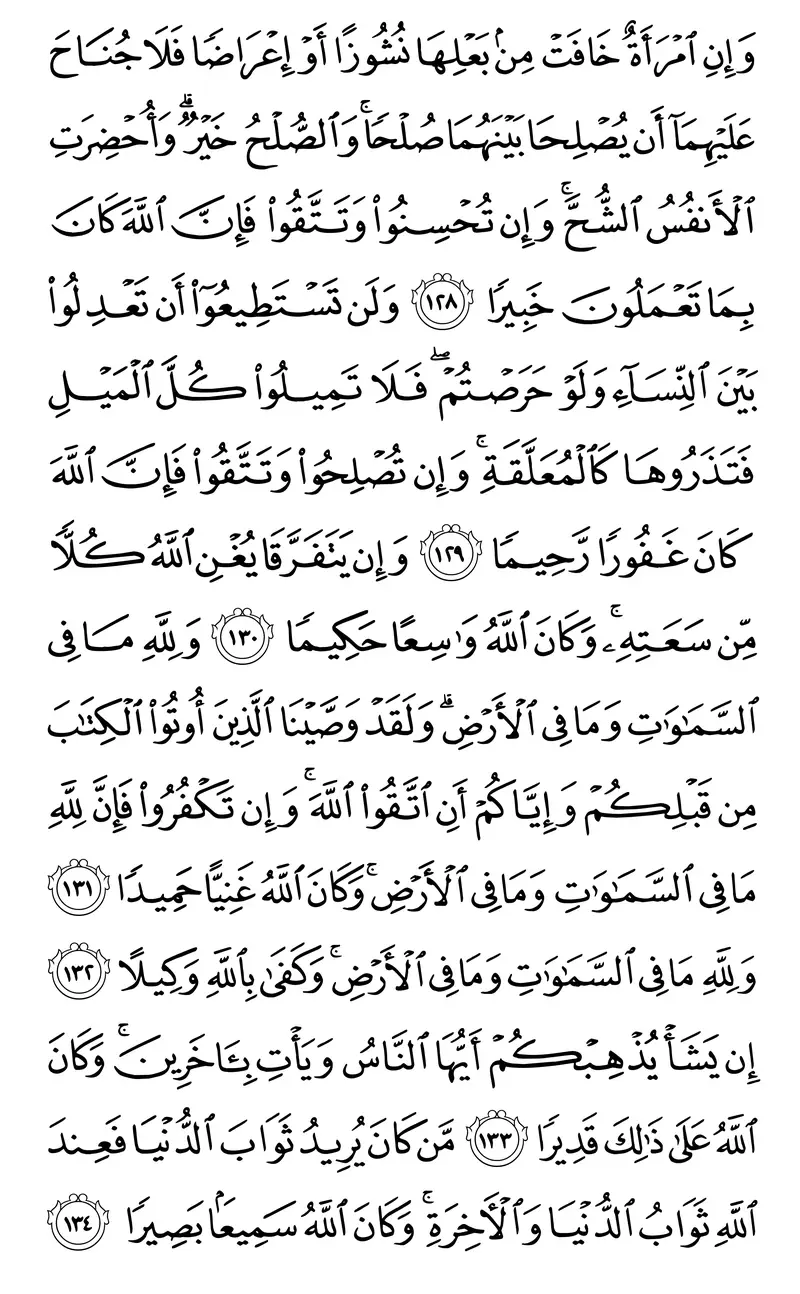 وَإِنِ ٱمْرَأَةٌ خَافَتْ مِنۢ بَعْلِهَا نُشُوزًا أَوْ إِعْرَاضًا فَلَا جُنَاحَ
عَلَيْهِمَآ أَن يُصْلِحَا بَيْنَهُمَا صُلْحًا ۚ وَٱلصُّلْحُ خَيْرٌ ۗ وَأُحْضِرَتِ
ٱلْأَنفُسُ ٱلشُّحَّ ۚ وَإِن تُحْسِنُوا۟ وَتَتَّقُوا۟ فَإِنَّ ٱللَّهَ كَانَ
بِمَا تَعْمَلُونَ خَبِيرًا ١٢٨ وَلَن تَسْتَطِيعُوٓا۟ أَن تَعْدِلُوا۟
بَيْنَ ٱلنِّسَآءِ وَلَوْ حَرَصْتُمْ ۖ فَلَا تَمِيلُوا۟ كُلَّ ٱلْمَيْلِ
فَتَذَرُوهَا كَٱلْمُعَلَّقَةِ ۚ وَإِن تُصْلِحُوا۟ وَتَتَّقُوا۟ فَإِنَّ ٱللَّهَ
كَانَ غَفُورًا رَّحِيمًا ١٢٩ وَإِن يَتَفَرَّقَا يُغْنِ ٱللَّهُ كُلًّا
مِّن سَعَتِهِۦ ۚ وَكَانَ ٱللَّهُ وَٰسِعًا حَكِيمًا ١٣٠ وَلِلَّهِ مَا فِى
ٱلسَّمَٰوَٰتِ وَمَا فِى ٱلْأَرْضِ ۗ وَلَقَدْ وَصَّيْنَا ٱلَّذِينَ أُوتُوا۟ ٱلْكِتَٰبَ
مِن قَبْلِكُمْ وَإِيَّاكُمْ أَنِ ٱتَّقُوا۟ ٱللَّهَ ۚ وَإِن تَكْفُرُوا۟ فَإِنَّ لِلَّهِ
مَا فِى ٱلسَّمَٰوَٰتِ وَمَا فِى ٱلْأَرْضِ ۚ وَكَانَ ٱللَّهُ غَنِيًّا حَمِيدًا ١٣١
وَلِلَّهِ مَا فِى ٱلسَّمَٰوَٰتِ وَمَا فِى ٱلْأَرْضِ ۚ وَكَفَىٰ بِٱللَّهِ وَكِيلًا ١٣٢
إِن يَشَأْ يُذْهِبْكُمْ أَيُّهَا ٱلنَّاسُ وَيَأْتِ بِـَٔاخَرِينَ ۚ وَكَانَ
ٱللَّهُ عَلَىٰ ذَٰلِكَ قَدِيرًا ١٣٣ مَّن كَانَ يُرِيدُ ثَوَابَ ٱلدُّنْيَا فَعِندَ
ٱللَّهِ ثَوَابُ ٱلدُّنْيَا وَٱلْـَٔاخِرَةِ ۚ وَكَانَ ٱللَّهُ سَمِيعًۢا بَصِيرًا ١٣٤